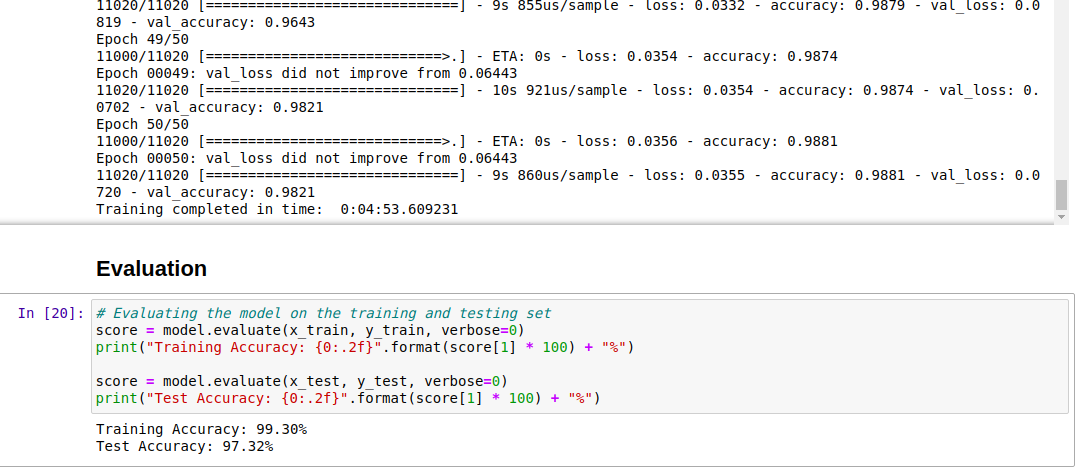 11020/11020 [==============================] - 9s 855us/sample - loss: 0.0332 - accuracy: 0.9879 - val_loss: 0.0
819 - val_accuracy: 0.9643
Epoch 49/50
11000/11020 [============================>.] - ETA: 0s - loss: 0.0354 - accuracy: 0.9874
Epoch 00049: val_loss did not improve from 0.06443
11020/11020 [==============================] - 10s 921us/sample - loss: 0.0354 - accuracy: 0.9874 - val_loss: 0.
0702 - val_accuracy: 0.9821
Epoch 50/50
11000/11020 [============================>.] - ETA: 0s - loss: 0.0356 - accuracy: 0.9881
Epoch 00050: val_loss did not improve from 0.06443
11020/11020 [==============================] - 9s 860us/sample - loss: 0.0355 - accuracy: 0.9881 - val_loss: 0.0
720 - val_accuracy: 0.9821
Training completed in time:  0:04:53.609231
Evaluation
In [20]: # Evaluating the model on the training and testing set
score = model.evaluate(x_train, y_train, verbose=0)
print("Training Accuracy: {0:.2f}".format(score[1] * 100) + "%")
score = model.evaluate(x_test, y_test, verbose=0)
print("Test Accuracy: {0:.2f}".format(score[1] * 100) + "%")
Training Accuracy: 99.30%
Test Accuracy: 97.32%